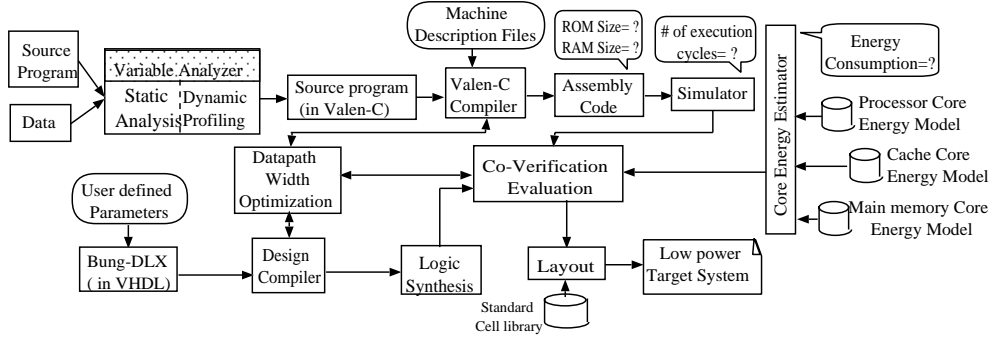 Source
Program
Data
Variable Analyzer
Static
Analysis
Dynamic
Profiling
Source program
(in Valen-C)
Machine
Description Files
Valen-C
Compiler
ROM Size= ?
RAM Size= ?
Assembly
Code
# of execution
cycles= ?
Simulator
Core Energy Estimator
Energy
Consumption=?
Processor Core
Energy Model
Cache Core
Energy Model
Main memory Core
Energy Model
Datapath
Width
Optimization
Co-Verification
Evaluation
User defined
Parameters
Bung-DLX
( in VHDL)
Design
Compiler
Logic
Synthesis
Layout
Low power
Target System
Standard
Cell library